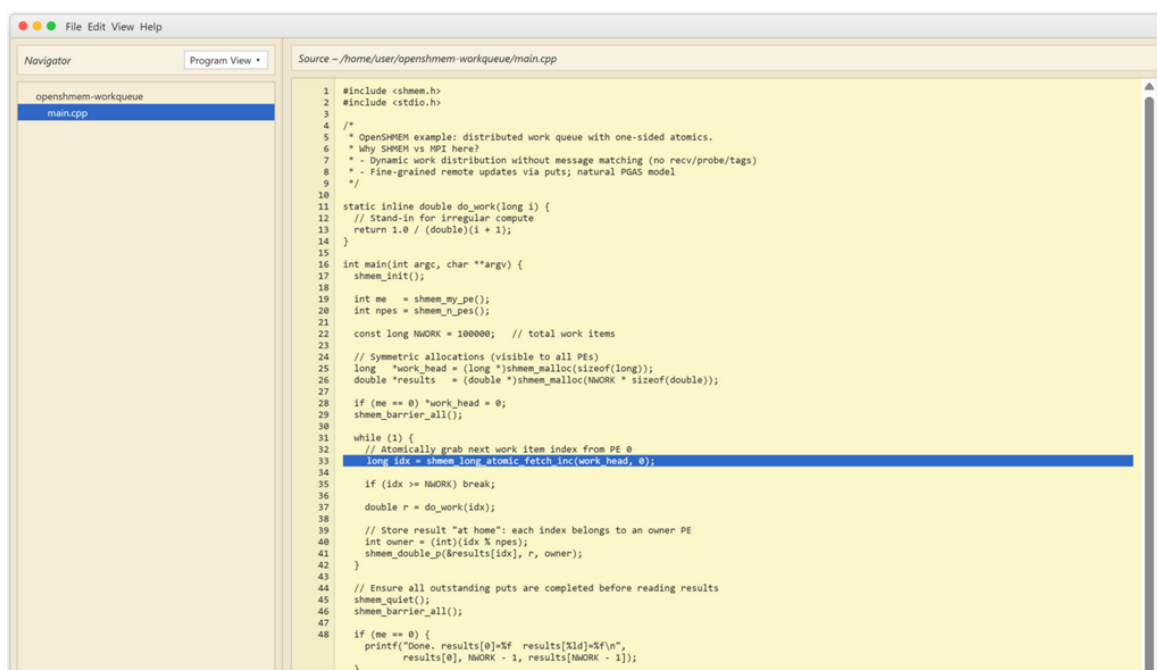 File Edit View Help
Navigator
Program View
openshmem-workqueue
main.cpp
Source – /home/user/openshmem-workqueue/main.cpp
1 #include <shmem.h>
2 #include <stdio.h>
3
4 /*
5 * OpenSHMEM example: distributed work queue with one-sided atomics.
6 * Why SHMEM vs MPI here?
7 * - Dynamic work distribution without message matching (no recv/probe/tags)
8 * - Fine-grained remote updates via puts; natural PGAS model
9 */
10
11 static inline double do_work(long i) {
12 // Stand-in for irregular compute
13 return 1.0 / (double)(i + 1);
14 }
15
16 int main(int argc, char **argv) {
17 shmem_init();
18
19 int me   = shmem_my_pe();
20 int npes = shmem_n_pes();
21
22 const long NWORK = 100000;   // total work items
23
24 // Symmetric allocations (visible to all PEs)
25 long   *work_head = (long *)shmem_malloc(sizeof(long));
26 double *results   = (double *)shmem_malloc(NWORK * sizeof(double));
27
28 if (me == 0) *work_head = 0;
29 shmem_barrier_all();
30
31 while (1) {
32 // Atomically grab next work item index from PE 0
33 long idx = shmem_long_atomic_fetch_inc(work_head, 0);
34
35 if (idx >= NWORK) break;
36
37 double r = do_work(idx);
38
39 // Store result "at home": each index belongs to an owner PE
40 int owner = (int)(idx % npes);
41 shmem_double_p(&results[idx], r, owner);
42 }
43
44 // Ensure all outstanding puts are completed before reading results
45 shmem_quiet();
46 shmem_barrier_all();
47
48 if (me == 0) {
printf("Done. results[0]=%f  results[%ld]=%f\n",
results[0], NWORK - 1, results[NWORK - 1]);
}